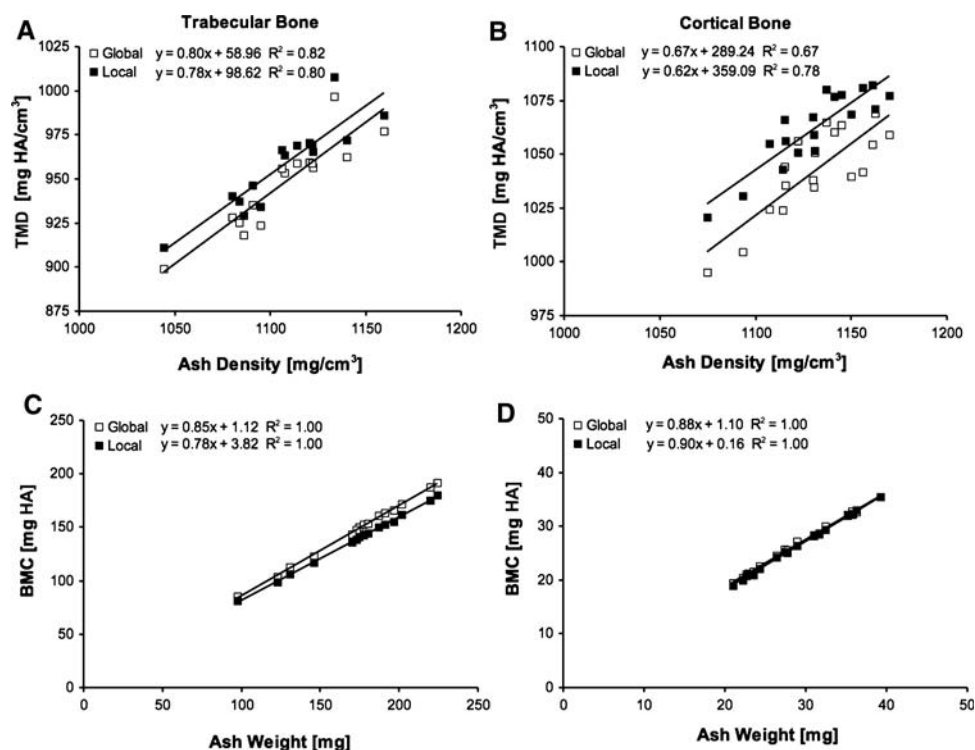 A
Trabecular Bone
□ Global y = 0.80x + 58.96 R² = 0.82
■ Local y = 0.78x + 98.62 R² = 0.80
TMD [mg HA/cm³]
1025
1000
975
950
925
900
875
1000
1050
1100
1150
1200
Ash Density [mg/cm³]
B
Cortical Bone
□ Global y = 0.67x + 289.24 R² = 0.67
■ Local y = 0.62x + 359.09 R² = 0.78
TMD [mg HA/cm³]
1100
1075
1050
1025
1000
975
1000
1050
1100
1150
1200
Ash Density [mg/cm³]
C
□ Global y = 0.85x + 1.12 R² = 1.00
■ Local y = 0.78x + 3.82 R² = 1.00
BMC [mg HA]
250
200
150
100
50
0
0
50
100
150
200
250
Ash Weight [mg]
D
□ Global y = 0.88x + 1.10 R² = 1.00
■ Local y = 0.90x + 0.16 R² = 1.00
BMC [mg HA]
50
40
30
20
10
0
0
10
20
30
40
50
Ash Weight [mg]